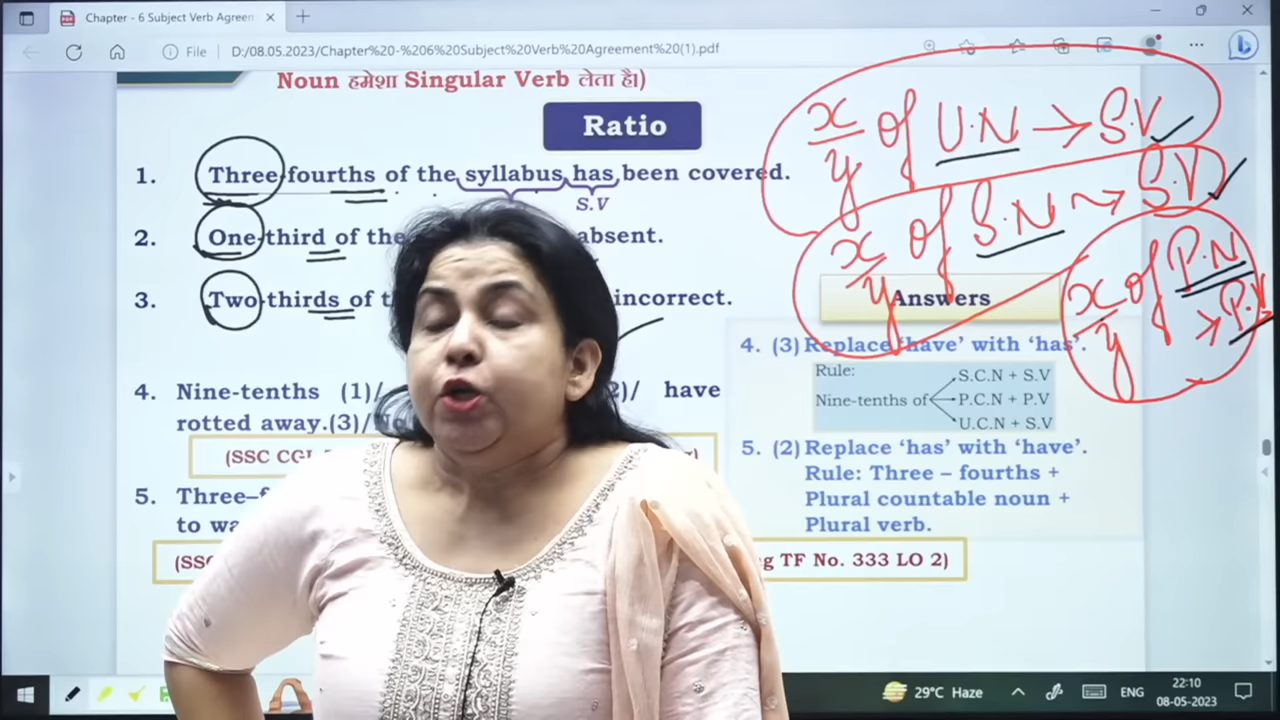 Chapter - 6 Subject Verb Agreem
File D:/08.05.2023/Chapter%20-%206%20Subject%20Verb%20Agreement%20(1).pdf
Noun हमेशा Singular Verb लेता है।)
Ratio
1. Three-fourths of the syllabus has been covered.
S.V
2. One-third of the absent.
3. Two-thirds of incorrect.
4. Nine-tenths (1)/ 2)/ have
rotted away.(3)/
(SSC CGL
5. Three–
to
(SSC
g TF No. 333 LO 2)
x/y of U.N → S.V
x/y of S.N → S.V
x/y of P.N
→ P.V
Answers
4. (3) Replace 'have' with 'has'.
Rule:
Nine-tenths of
S.C.N + S.V
P.C.N + P.V
U.C.N + S.V
5. (2) Replace 'has' with 'have'.
Rule: Three – fourths +
Plural countable noun +
Plural verb.
29°C Haze
ENG
22:10
08-05-2023